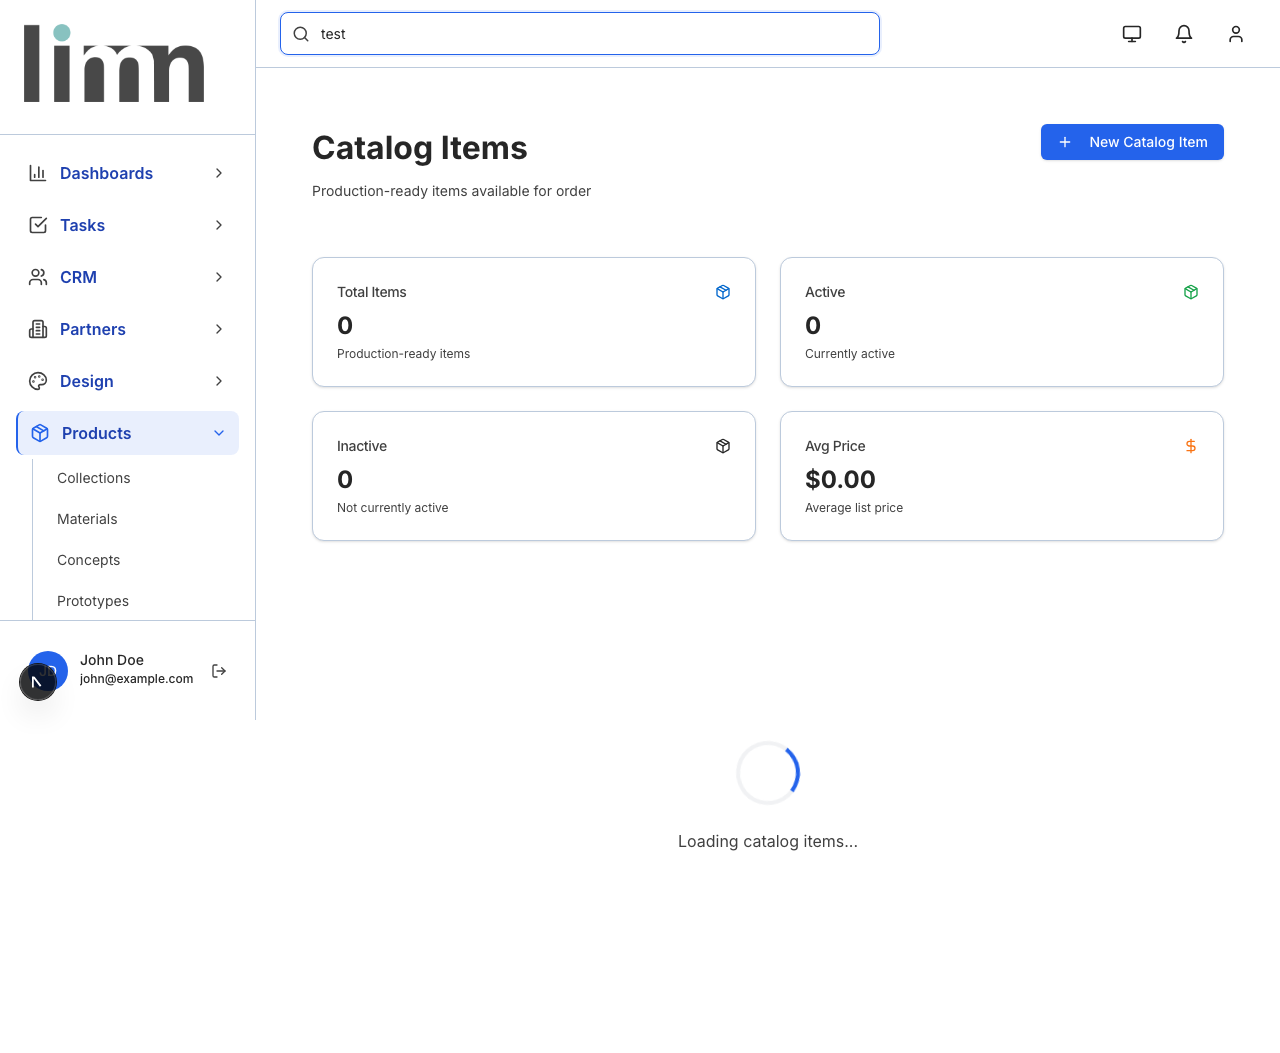 limn
test
Dashboards
Tasks
CRM
Partners
Design
Products
Collections
Materials
Concepts
Prototypes
John Doe
john@example.com
Catalog Items
New Catalog Item
Production-ready items available for order
Total Items
0
Production-ready items
Active
0
Currently active
Inactive
0
Not currently active
Avg Price
$0.00
Average list price
Loading catalog items...